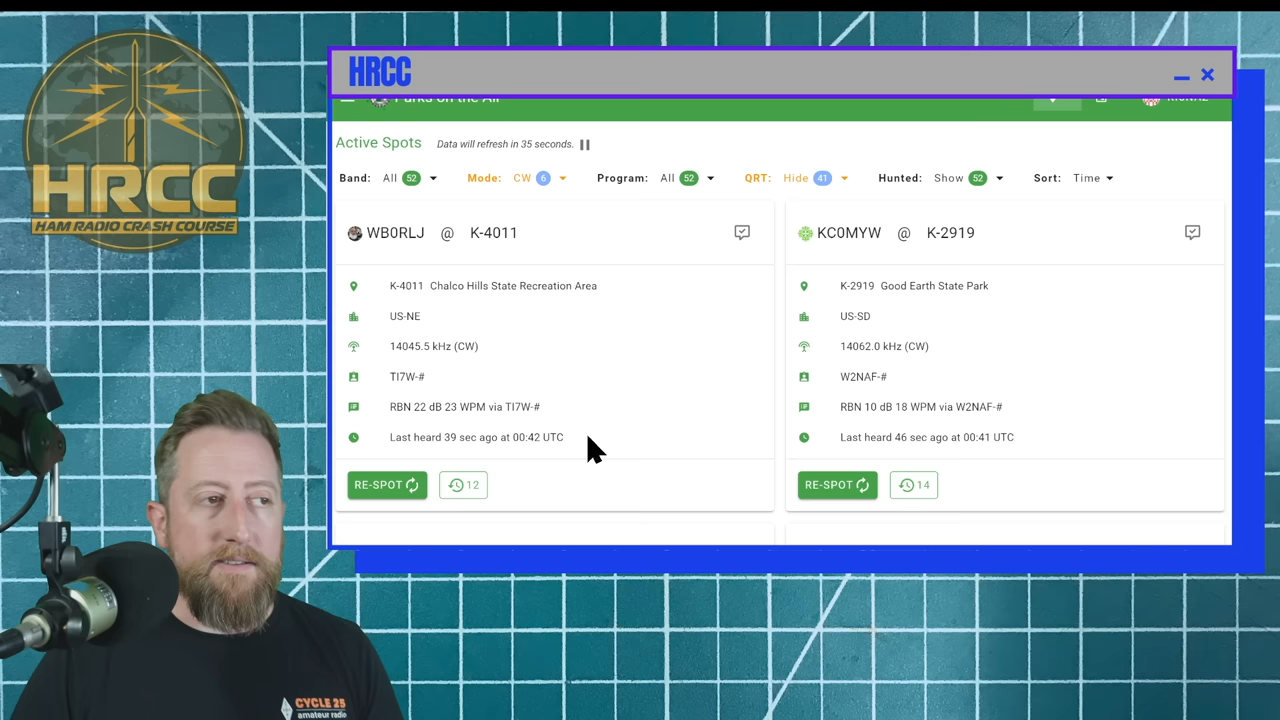 HRCC
HAM RADIO CRASH COURSE
HRCC
Parks on the Air
Active Spots Data will refresh in 35 seconds.
Band: All 52 Mode: CW 6 Program: All 52 QRT: Hide 41 Hunted: Show 52 Sort: Time
WB0RLJ @ K-4011
K-4011 Chalco Hills State Recreation Area
US-NE
14045.5 kHz (CW)
TI7W-#
RBN 22 dB 23 WPM via TI7W-#
Last heard 39 sec ago at 00:42 UTC
RE-SPOT 12
KC0MYW @ K-2919
K-2919 Good Earth State Park
US-SD
14062.0 kHz (CW)
W2NAF-#
RBN 10 dB 18 WPM via W2NAF-#
Last heard 46 sec ago at 00:41 UTC
RE-SPOT 14
CYCLE 25
amateur radio